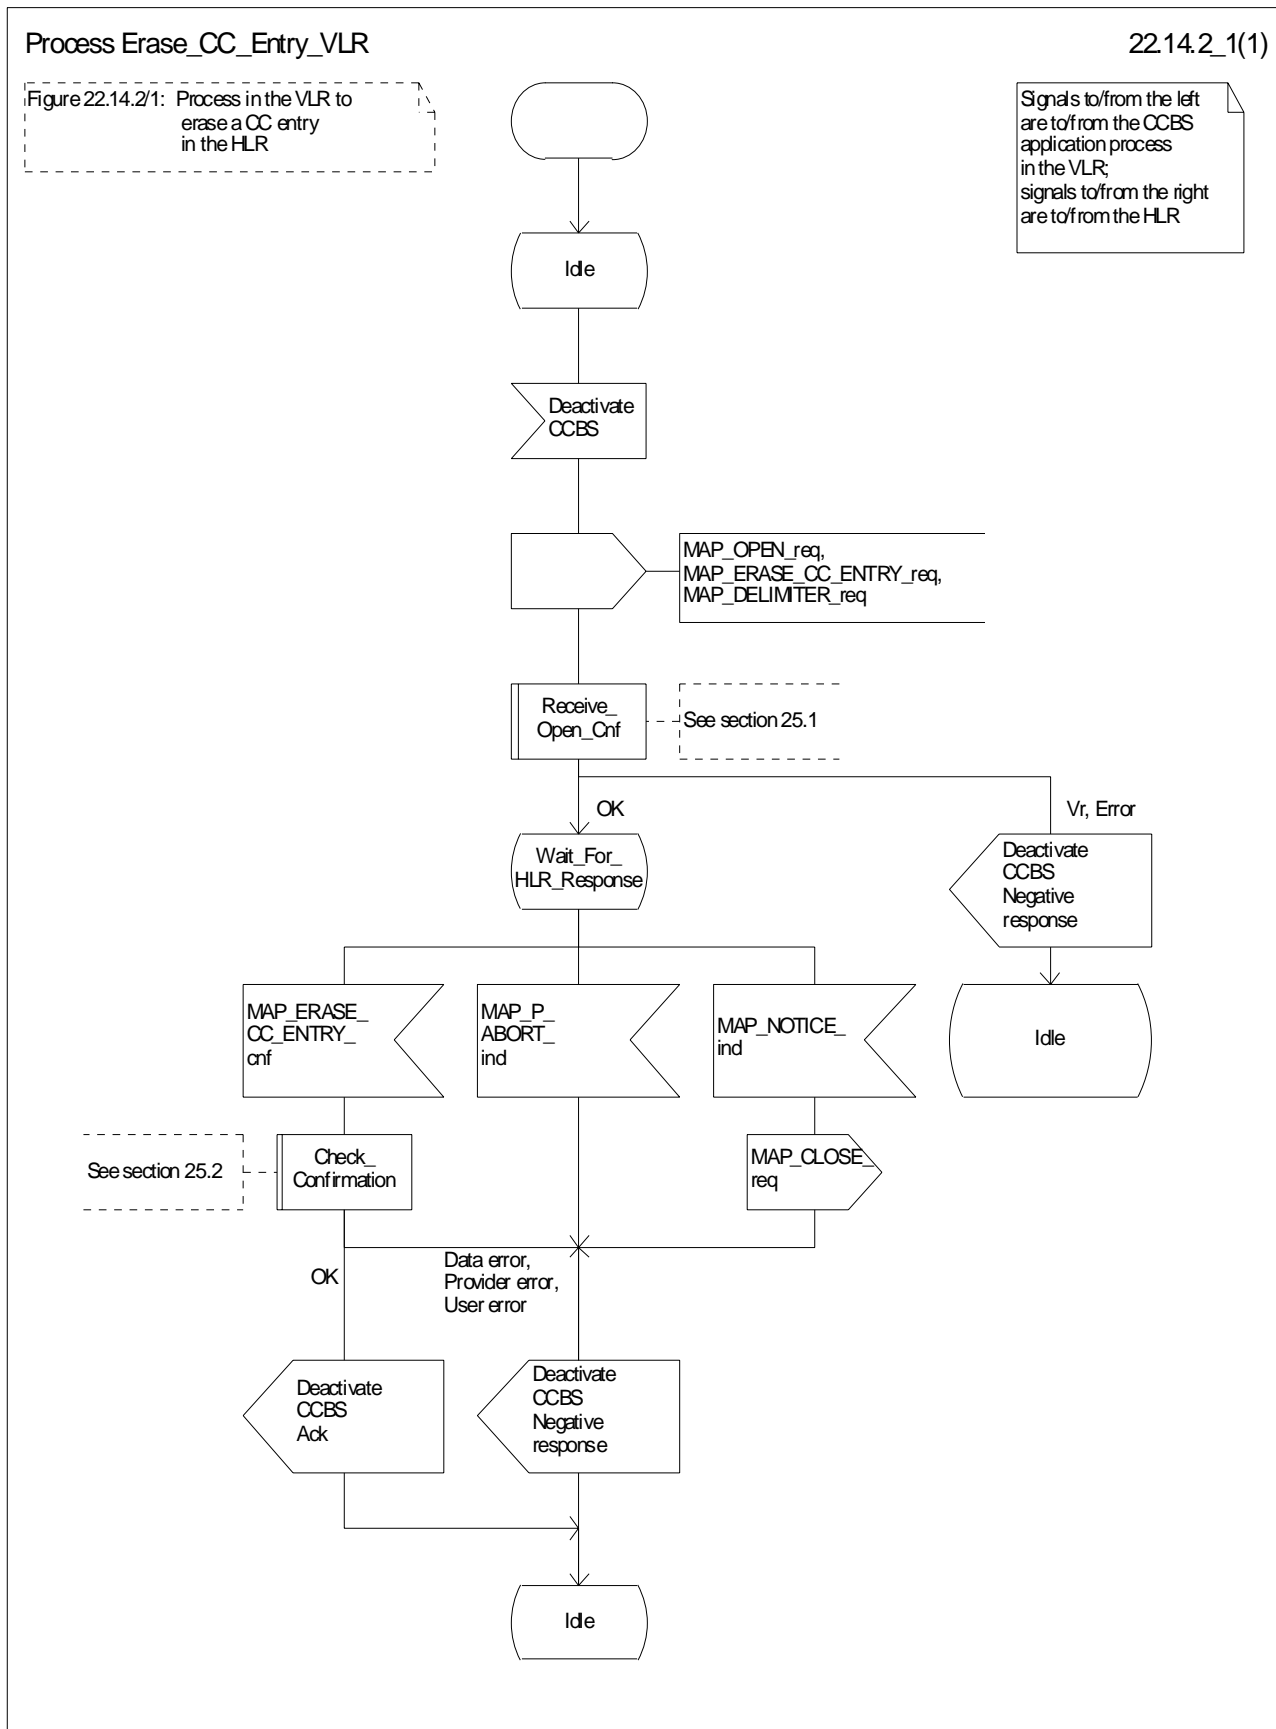 Process Erase_CC_Entry_VLR
22.14.2_1(1)
Figure 22.14.2/1: Process in the VLR to
erase a CC entry
in the HLR
Signals to/from the left
are to/from the CCBS
application process
in the VLR;
signals to/from the right
are to/from the HLR
Idle
Deactivate
CCBS
MAP_OPEN_req,
MAP_ERASE_CC_ENTRY_req,
MAP_DELIMITER_req
Receive_
Open_Cnf
See section 25.1
OK
Vr, Error
Wait_For_
HLR_Response
Deactivate
CCBS
Negative
response
MAP_ERASE_
CC_ENTRY_
cnf
MAP_P_
ABORT_
ind
MAP_NOTICE_
ind
Idle
See section 25.2
Check_
Confirmation
MAP_CLOSE_
req
OK
Data error,
Provider error,
User error
Deactivate
CCBS
Ack
Deactivate
CCBS
Negative
response
Idle